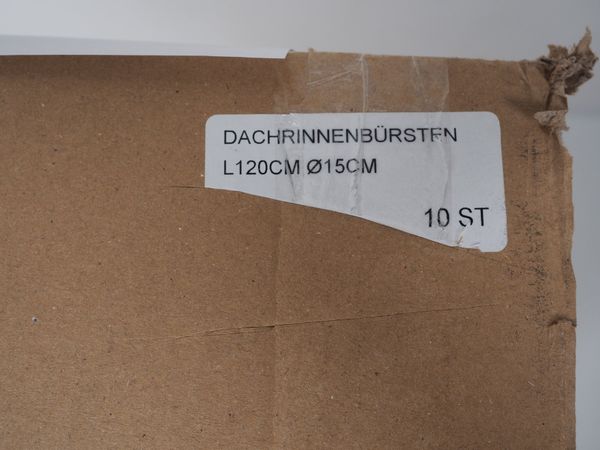 DACHRINNENBÜRSTEN
L120CM Ø15CM
10 ST